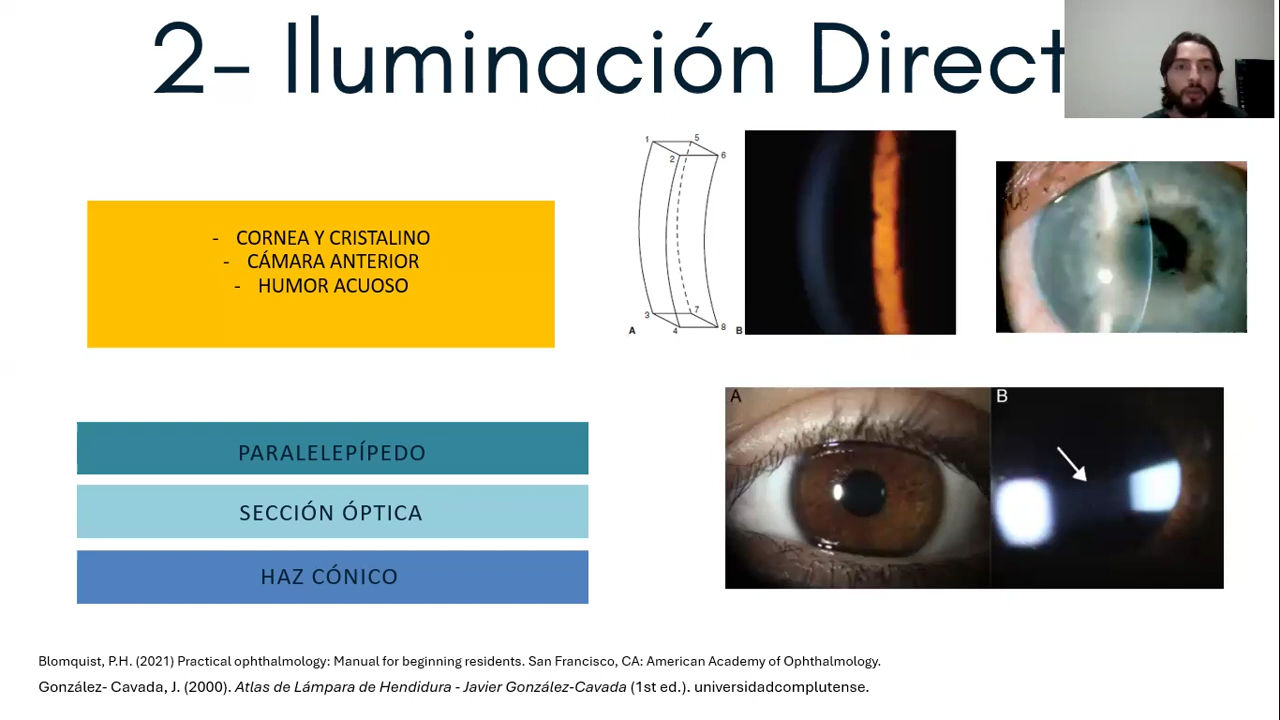 2– Iluminación Direct
- CORNEA Y CRISTALINO
- CÁMARA ANTERIOR
- HUMOR ACUOSO
1 5
2 6
3 7
4 8
A B
PARALELEPÍPEDO
SECCIÓN ÓPTICA
HAZ CÓNICO
A B
Blomquist, P.H. (2021) Practical ophthalmology: Manual for beginning residents. San Francisco, CA: American Academy of Ophthalmology.
González- Cavada, J. (2000). Atlas de Lámpara de Hendidura - Javier González-Cavada (1st ed.). universidadcomplutense.